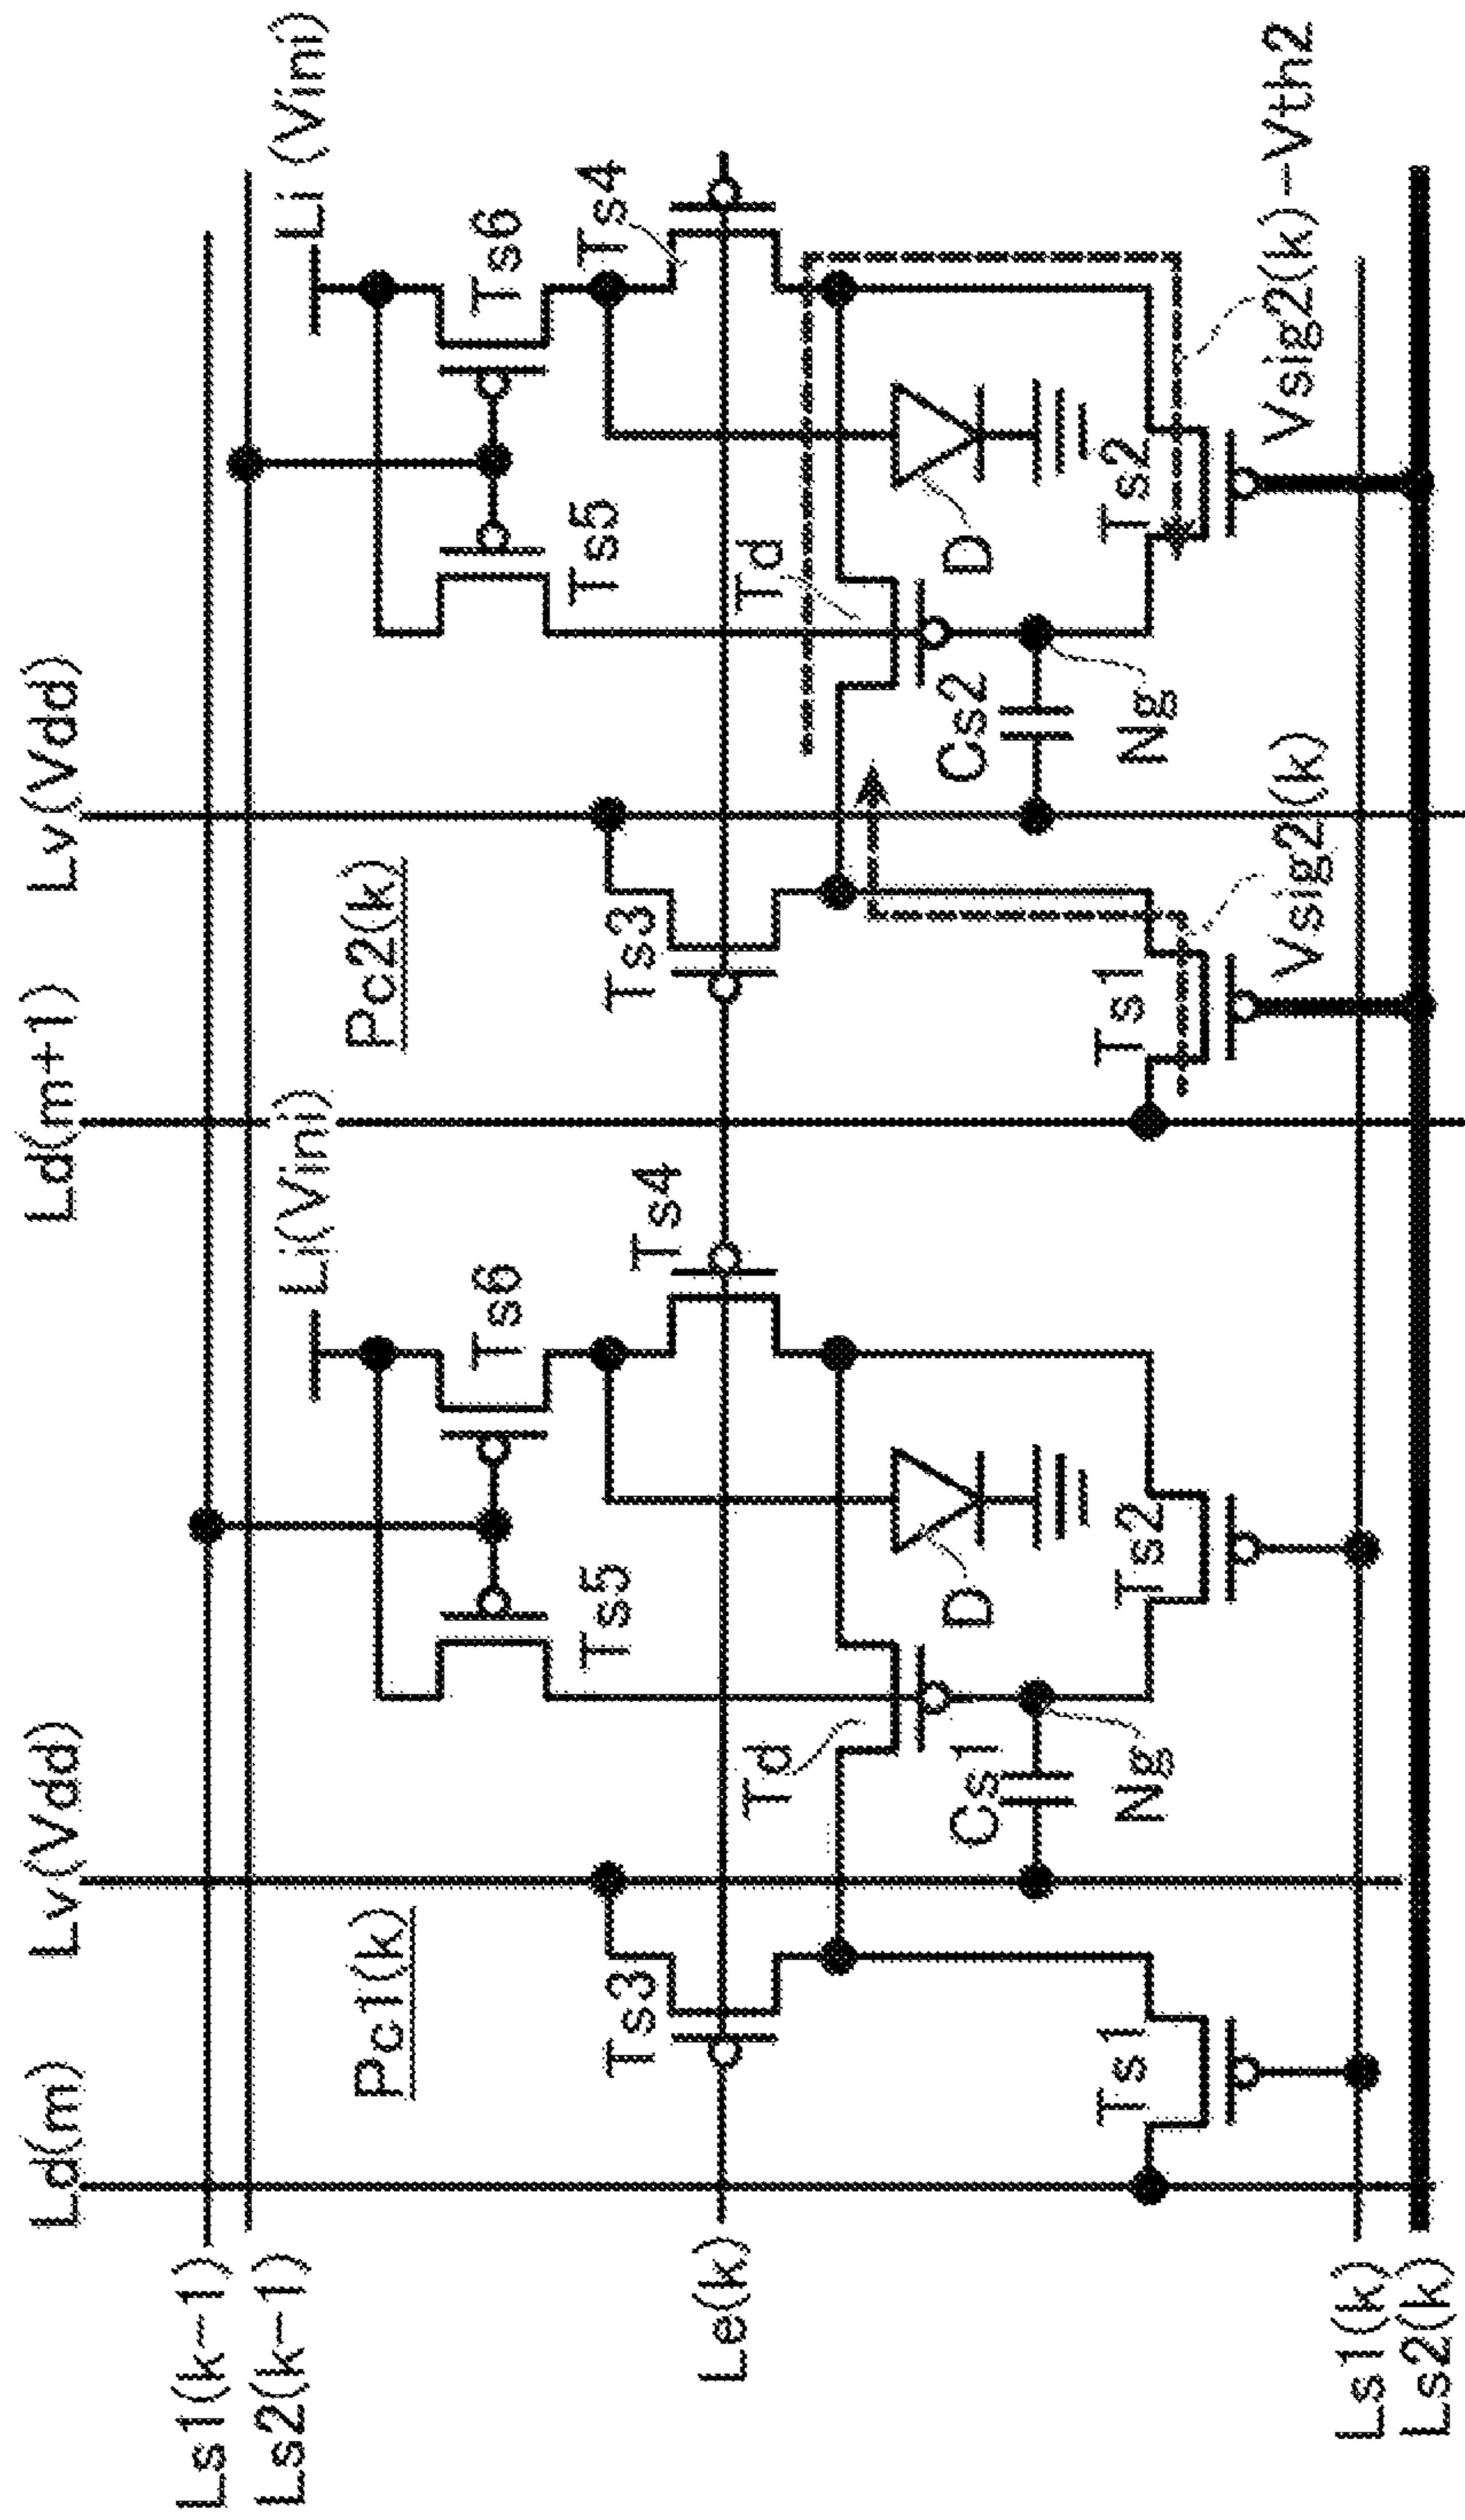 Ld(m)
Lv(Vdd)
Ld(m+1)
Lv(Vdd)
Ls1(k-1)
Ls2(k-1)
Li(Vini)
Li (Vini)
Pc1(k)
Pc2(k)
Ts6
Ts6
Ts5
Ts5
Ts3
Ts4
Ts3
Ts4
Le(k)
Td
Td
Cs1
D
Cs2
D
Ng
Ng
Ts1
Ts2
Ts1
Ts2
Vsig2(k)
Vsig2(k)-Vth2
Ls1(k)
Ls2(k)